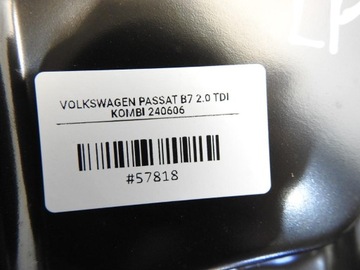 VOLKSWAGEN PASSAT B7 2.0 TDI
KOMBI 240606
#57818